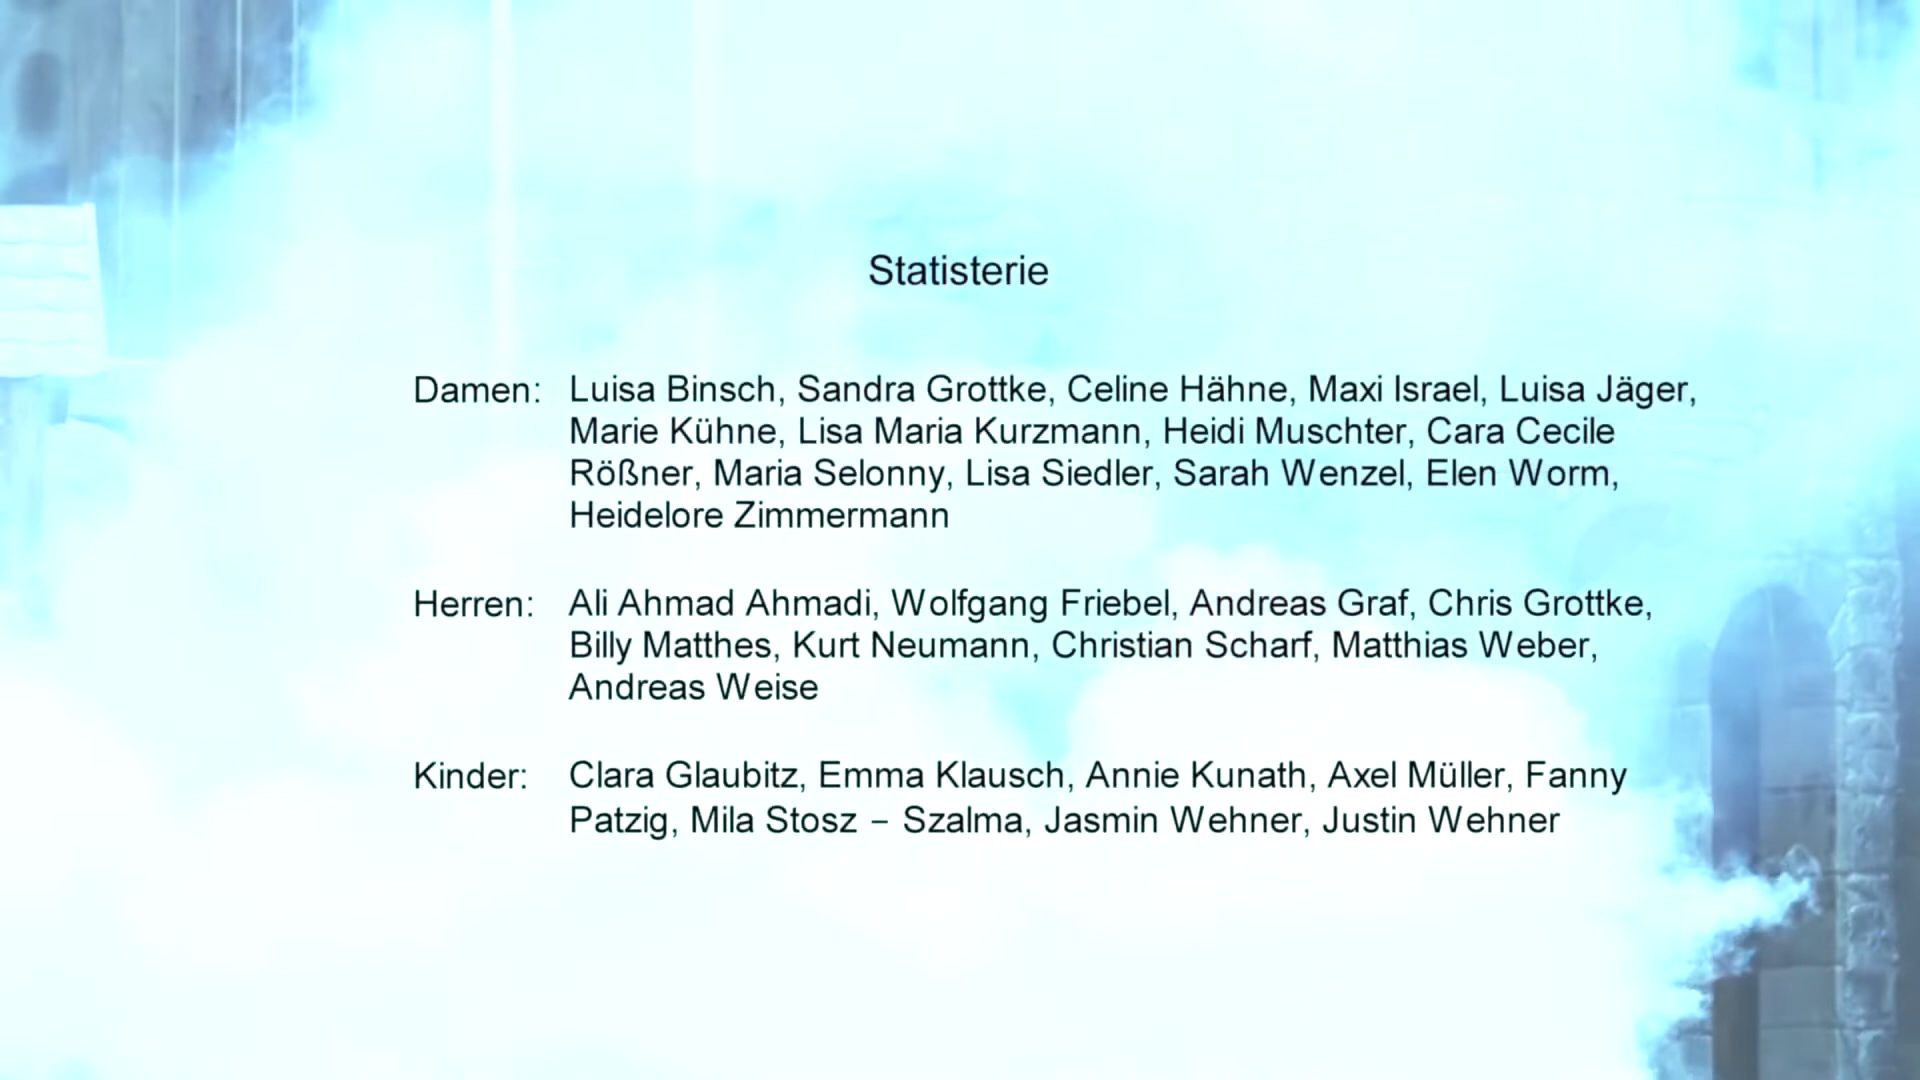 Statisterie
Damen: Luisa Binsch, Sandra Grottke, Celine Hähne, Maxi Israel, Luisa Jäger,
Marie Kühne, Lisa Maria Kurzmann, Heidi Muschter, Cara Cecile
Rößner, Maria Selonny, Lisa Siedler, Sarah Wenzel, Elen Worm,
Heidelore Zimmermann
Herren: Ali Ahmad Ahmadi, Wolfgang Friebel, Andreas Graf, Chris Grottke,
Billy Matthes, Kurt Neumann, Christian Scharf, Matthias Weber,
Andreas Weise
Kinder: Clara Glaubitz, Emma Klausch, Annie Kunath, Axel Müller, Fanny
Patzig, Mila Stosz – Szalma, Jasmin Wehner, Justin Wehner